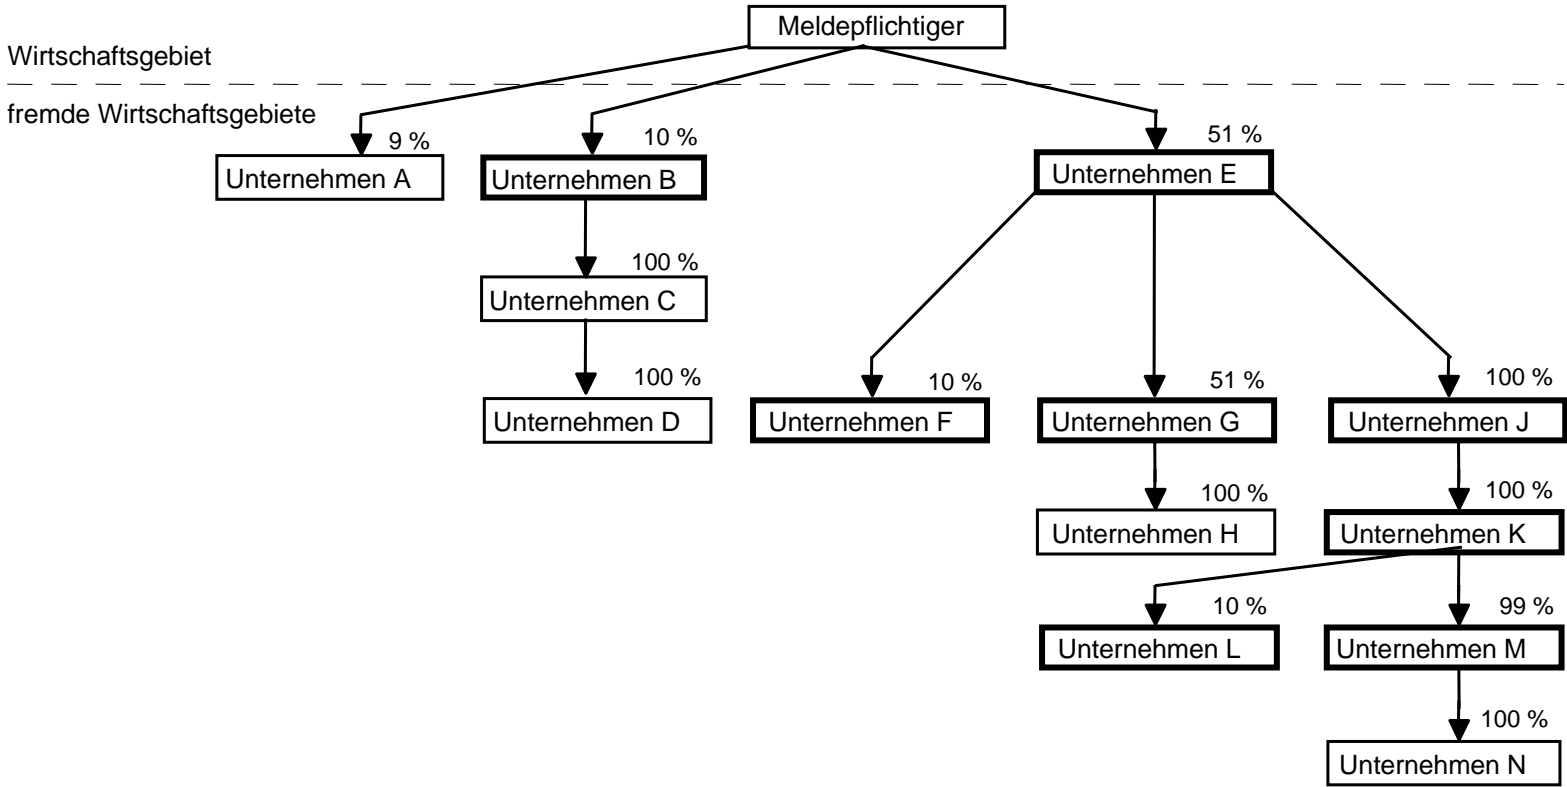 Meldepflichtiger
Wirtschaftsgebiet
fremde Wirtschaftsgebiete
9 %
10 %
51 %
Unternehmen A
Unternehmen B
Unternehmen E
100 %
Unternehmen C
100 %
10 %
51 %
100 %
Unternehmen D
Unternehmen F
Unternehmen G
Unternehmen J
100 %
100 %
Unternehmen H
Unternehmen K
10 %
99 %
Unternehmen L
Unternehmen M
100 %
Unternehmen N